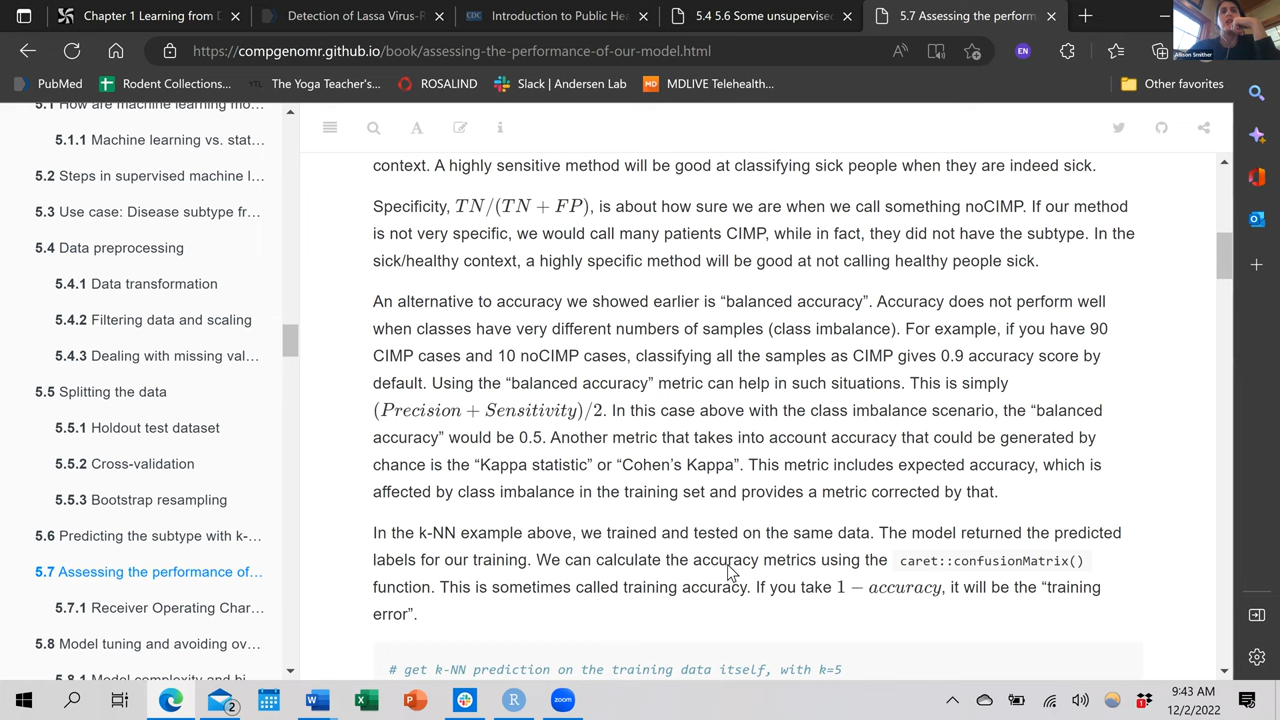 Chapter 1 Learning from D
Detection of Lassa Virus-R
CDC Introduction to Public He
5.4 5.6 Some unsupervise
5.7 Assessing the perform
https://compgenomr.github.io/book/assessing-the-performance-of-our-model.html
EN
Allison Smither
PubMed
Rodent Collections...
YTL The Yoga Teacher's...
ROSALIND
Slack | Andersen Lab
MD MDLIVE Telehealth...
Other favorites
5.1 How are machine learning mo...
5.1.1 Machine learning vs. stat...
5.2 Steps in supervised machine l...
5.3 Use case: Disease subtype fr...
5.4 Data preprocessing
5.4.1 Data transformation
5.4.2 Filtering data and scaling
5.4.3 Dealing with missing val...
5.5 Splitting the data
5.5.1 Holdout test dataset
5.5.2 Cross-validation
5.5.3 Bootstrap resampling
5.6 Predicting the subtype with k-...
5.7 Assessing the performance of...
5.7.1 Receiver Operating Char...
5.8 Model tuning and avoiding ov...
5.8.1 Model complexity and bi...
context. A highly sensitive method will be good at classifying sick people when they are indeed sick.
Specificity, TN/(TN + FP), is about how sure we are when we call something noCIMP. If our method
is not very specific, we would call many patients CIMP, while in fact, they did not have the subtype. In the
sick/healthy context, a highly specific method will be good at not calling healthy people sick.
An alternative to accuracy we showed earlier is “balanced accuracy”. Accuracy does not perform well
when classes have very different numbers of samples (class imbalance). For example, if you have 90
CIMP cases and 10 noCIMP cases, classifying all the samples as CIMP gives 0.9 accuracy score by
default. Using the “balanced accuracy” metric can help in such situations. This is simply
(Precision + Sensitivity)/2. In this case above with the class imbalance scenario, the “balanced
accuracy” would be 0.5. Another metric that takes into account accuracy that could be generated by
chance is the “Kappa statistic” or “Cohen’s Kappa”. This metric includes expected accuracy, which is
affected by class imbalance in the training set and provides a metric corrected by that.
In the k-NN example above, we trained and tested on the same data. The model returned the predicted
labels for our training. We can calculate the accuracy metrics using the caret::confusionMatrix()
function. This is sometimes called training accuracy. If you take 1 − accuracy, it will be the “training
error”.
# get k-NN prediction on the training data itself, with k=5
2
zoom
1
9:43 AM
12/2/2022